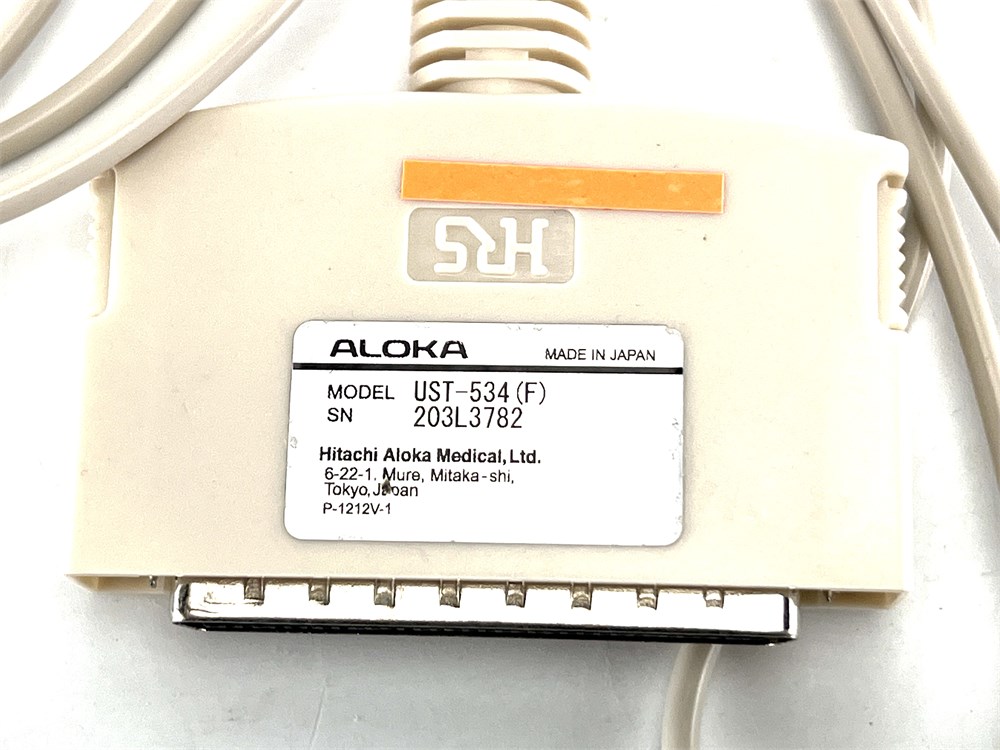 HRS
ALOKA MADE IN JAPAN
MODEL UST-534(F)
SN 203L3782
Hitachi Aloka Medical,Ltd.
6-22-1, Mure, Mitaka-shi,
Tokyo,Japan
P-1212V-1